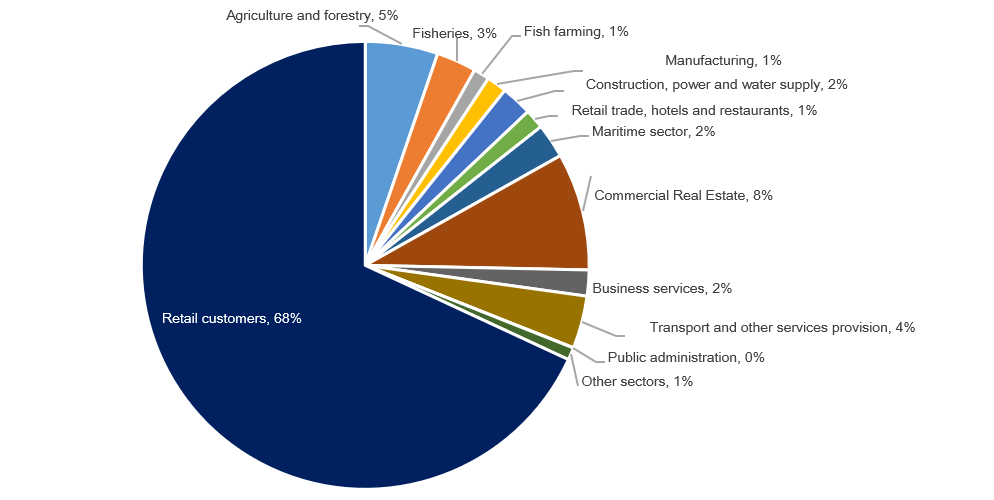 Agriculture and forestry, 5%
Fisheries, 3%
Fish farming, 1%
Manufacturing, 1%
Construction, power and water supply, 2%
Retail trade, hotels and restaurants, 1%
Maritime sector, 2%
Commercial Real Estate, 8%
Business services, 2%
Transport and other services provision, 4%
Public administration, 0%
Other sectors, 1%
Retail customers, 68%